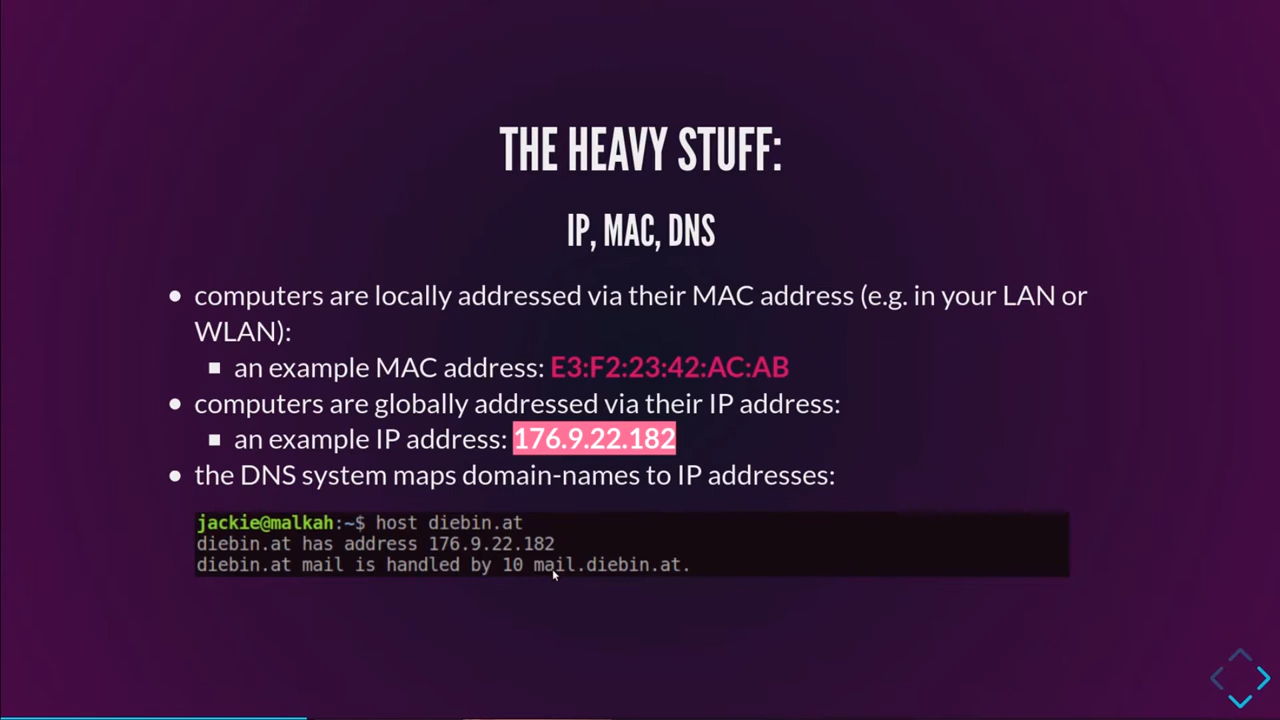 THE HEAVY STUFF:
IP, MAC, DNS
computers are locally addressed via their MAC address (e.g. in your LAN or
WLAN):
an example MAC address: E3:F2:23:42:AC:AB
computers are globally addressed via their IP address:
an example IP address: 176.9.22.182
the DNS system maps domain-names to IP addresses:
jackie@malkah:~$ host diebin.at
diebin.at has address 176.9.22.182
diebin.at mail is handled by 10 mail.diebin.at.